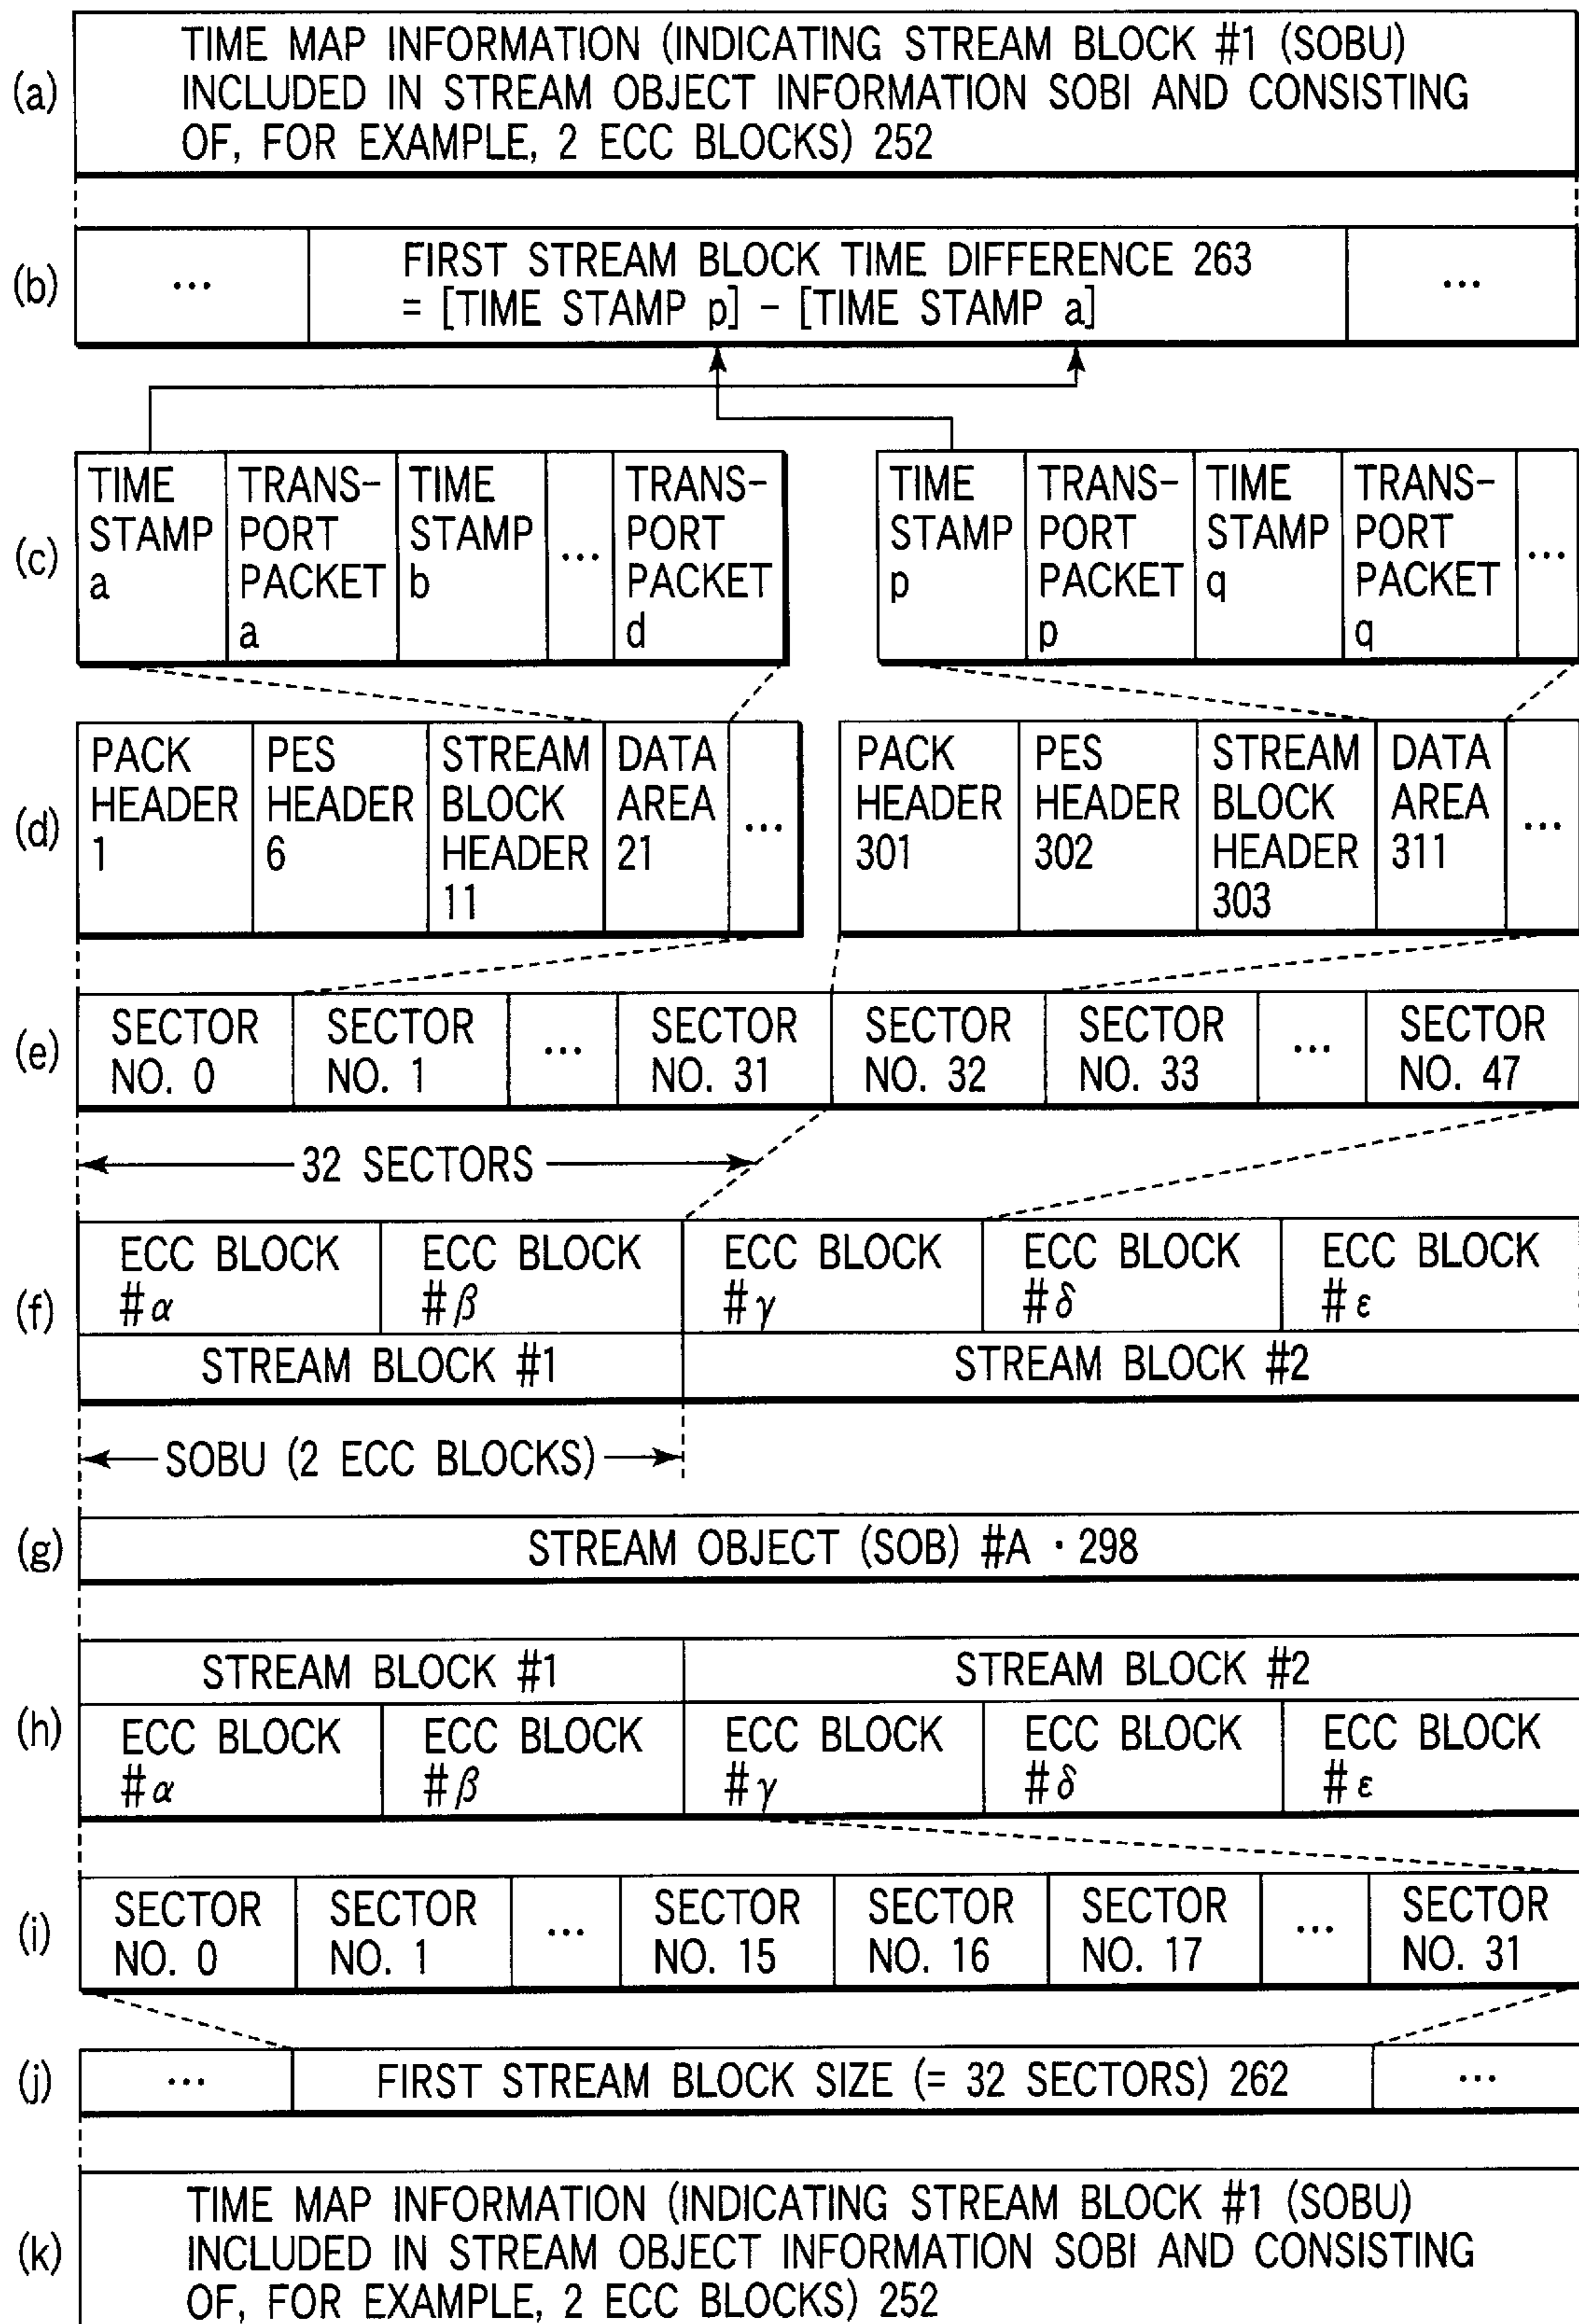 (a)
TIME MAP INFORMATION (INDICATING STREAM BLOCK #1 (SOBU)
INCLUDED IN STREAM OBJECT INFORMATION SOBI AND CONSISTING
OF, FOR EXAMPLE, 2 ECC BLOCKS) 252
(b)
...
FIRST STREAM BLOCK TIME DIFFERENCE 263
= [TIME STAMP p] - [TIME STAMP a]
...
(c)
TIME
STAMP
a
TRANS-
PORT
PACKET
a
TIME
STAMP
b
...
TRANS-
PORT
PACKET
d
TIME
STAMP
p
TRANS-
PORT
PACKET
p
TIME
STAMP
q
TRANS-
PORT
PACKET
q
...
(d)
PACK
HEADER
1
PES
HEADER
6
STREAM
BLOCK
HEADER
11
DATA
AREA
21
...
PACK
HEADER
301
PES
HEADER
302
STREAM
BLOCK
HEADER
303
DATA
AREA
311
...
(e)
SECTOR
NO. 0
SECTOR
NO. 1
...
SECTOR
NO. 31
SECTOR
NO. 32
SECTOR
NO. 33
...
SECTOR
NO. 47
32 SECTORS
(f)
ECC BLOCK
#α
ECC BLOCK
#β
ECC BLOCK
#γ
ECC BLOCK
#δ
ECC BLOCK
#ε
STREAM BLOCK #1
STREAM BLOCK #2
SOBU (2 ECC BLOCKS)
(g)
STREAM OBJECT (SOB) #A · 298
(h)
STREAM BLOCK #1
STREAM BLOCK #2
ECC BLOCK
#α
ECC BLOCK
#β
ECC BLOCK
#γ
ECC BLOCK
#δ
ECC BLOCK
#ε
(i)
SECTOR
NO. 0
SECTOR
NO. 1
...
SECTOR
NO. 15
SECTOR
NO. 16
SECTOR
NO. 17
...
SECTOR
NO. 31
(j)
...
FIRST STREAM BLOCK SIZE (= 32 SECTORS) 262
...
(k)
TIME MAP INFORMATION (INDICATING STREAM BLOCK #1 (SOBU)
INCLUDED IN STREAM OBJECT INFORMATION SOBI AND CONSISTING
OF, FOR EXAMPLE, 2 ECC BLOCKS) 252